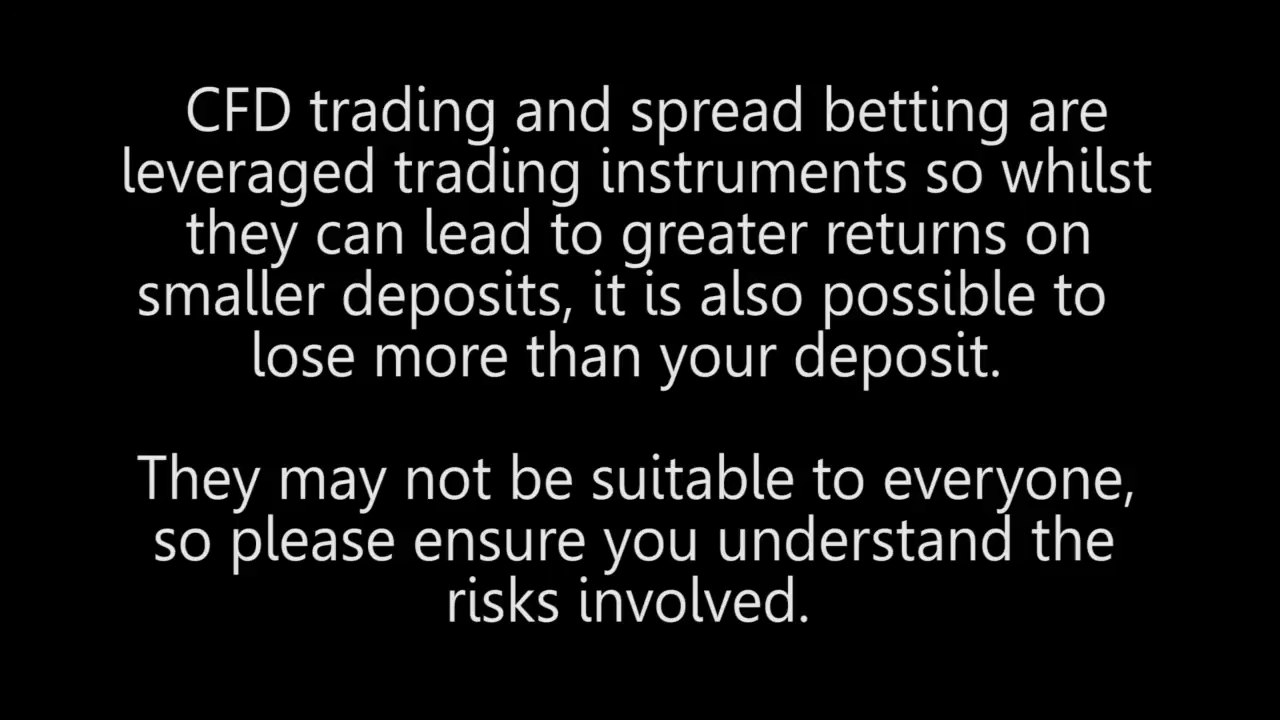 CFD trading and spread betting are
leveraged trading instruments so whilst
they can lead to greater returns on
smaller deposits, it is also possible to
lose more than your deposit.
They may not be suitable to everyone,
so please ensure you understand the
risks involved.